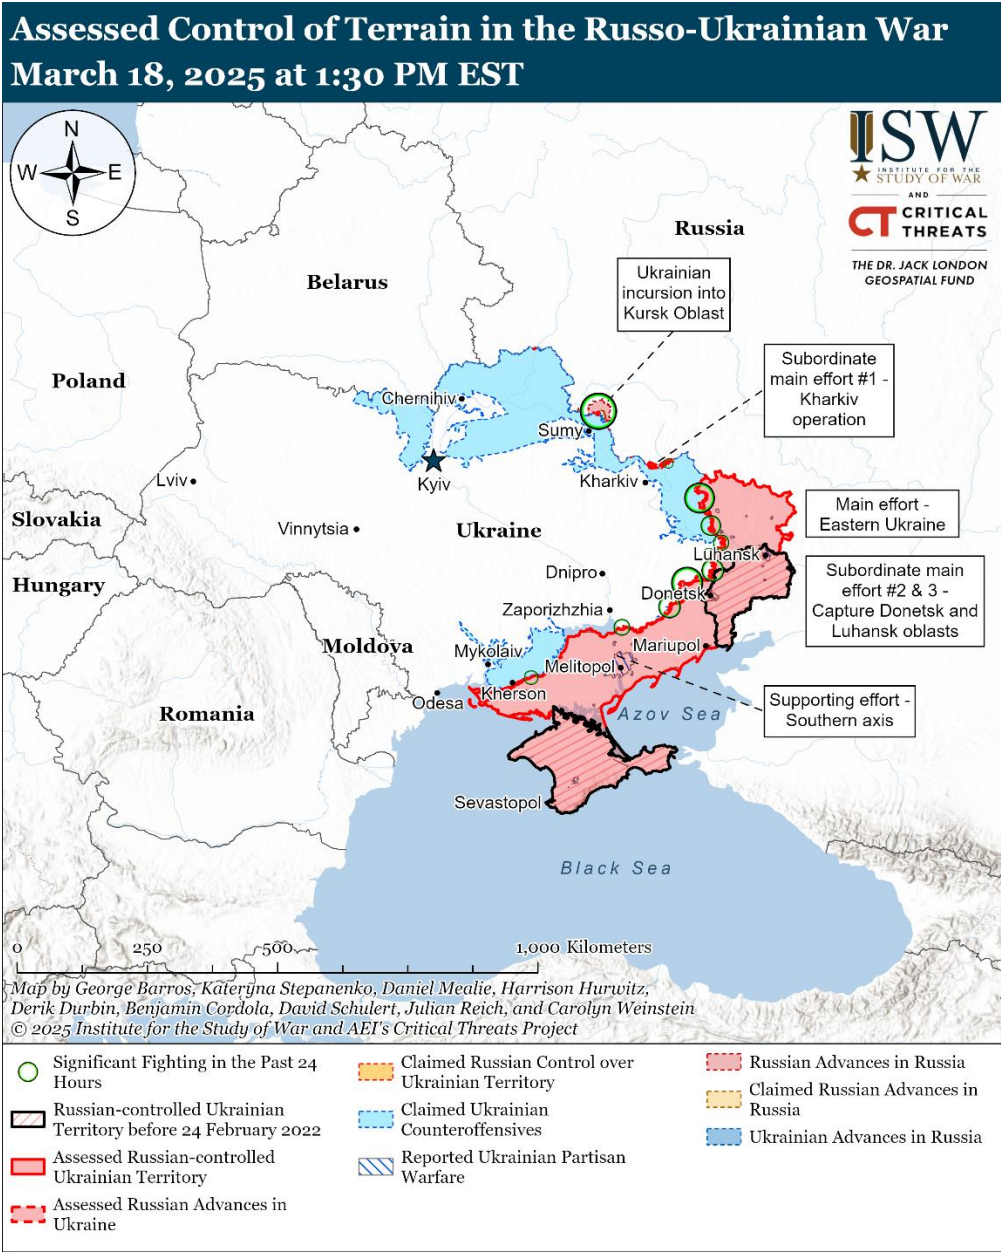 Assessed Control of Terrain in the Russo-Ukrainian War
March 18, 2025 at 1:30 PM EST
N
W
E
S
ISW
INSTITUTE FOR THE
STUDY OF WAR
AND
CT CRITICAL
THREATS
THE DR. JACK LONDON
GEOSPATIAL FUND
Russia
Belarus
Ukrainian
incursion into
Kursk Oblast
Poland
Subordinate
main effort #1 -
Kharkiv
operation
Chernihiv
Sumy
Kyiv
Lviv
Kharkiv
Slovakia
Vinnytsia
Ukraine
Main effort -
Eastern Ukraine
Hungary
Luhansk
Dnipro
Donetsk
Subordinate main
effort #2 & 3 -
Capture Donetsk and
Luhansk oblasts
Zaporizhzhia
Moldova
Mykolaiv
Mariupol
Melitopol
Odesa
Kherson
Romania
Azov Sea
Supporting effort -
Southern axis
Sevastopol
Black Sea
0 250 500 1,000 Kilometers
Map by George Barros, Kateryna Stepanenko, Daniel Mealie, Harrison Hurwitz,
Derik Durbin, Benjamin Cordola, David Schulert, Julian Reich, and Carolyn Weinstein
© 2025 Institute for the Study of War and AEI's Critical Threats Project
Significant Fighting in the Past 24
Hours
Russian-controlled Ukrainian
Territory before 24 February 2022
Assessed Russian-controlled
Ukrainian Territory
Assessed Russian Advances in
Ukraine
Claimed Russian Control over
Ukrainian Territory
Claimed Ukrainian
Counteroffensives
Reported Ukrainian Partisan
Warfare
Russian Advances in Russia
Claimed Russian Advances in
Russia
Ukrainian Advances in Russia